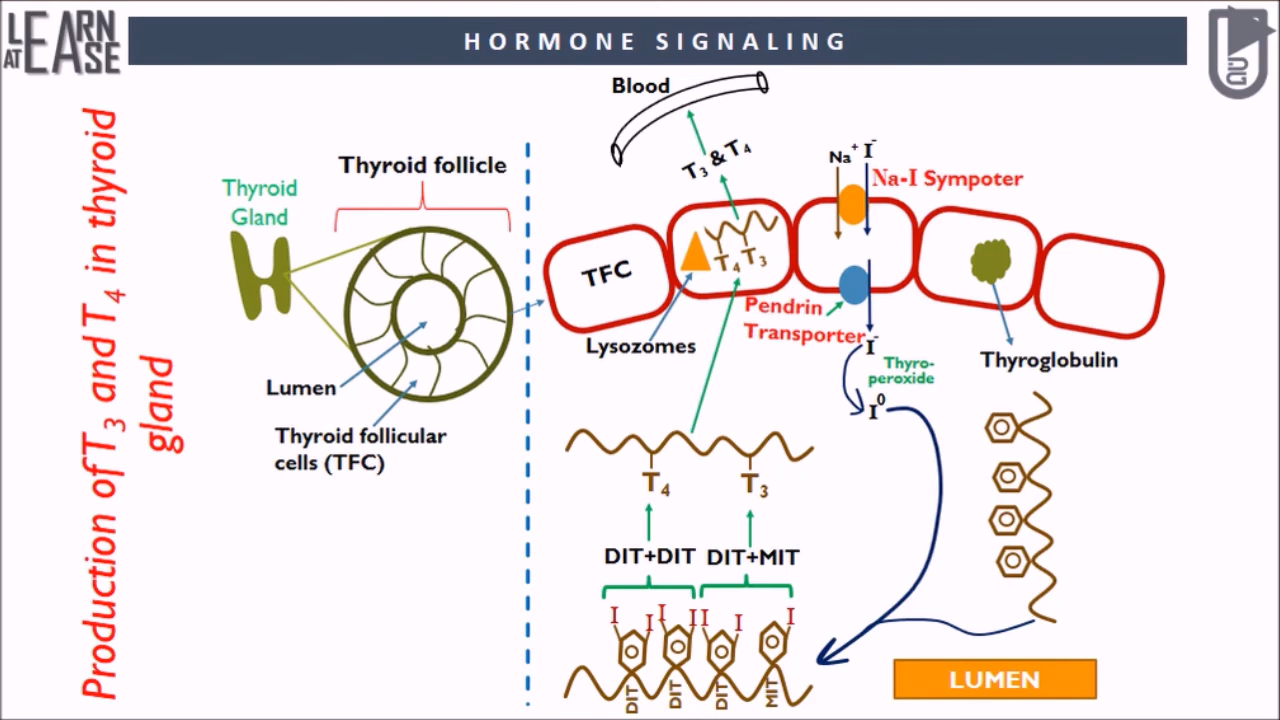 LEARN
AT EASE
HORMONE SIGNALING
Production of T3 and T4 in thyroid
gland
Thyroid
Gland
Thyroid follicle
Lumen
Thyroid follicular
cells (TFC)
Blood
T3 & T4
Na+ I-
Na-I Sympoter
TFC
T4 T3
Lysozomes
Pendrin
Transporter
I-
Thyro-
peroxide
I0
Thyroglobulin
T4 T3
DIT+DIT DIT+MIT
I I I I I I I
DIT DIT DIT MIT
LUMEN